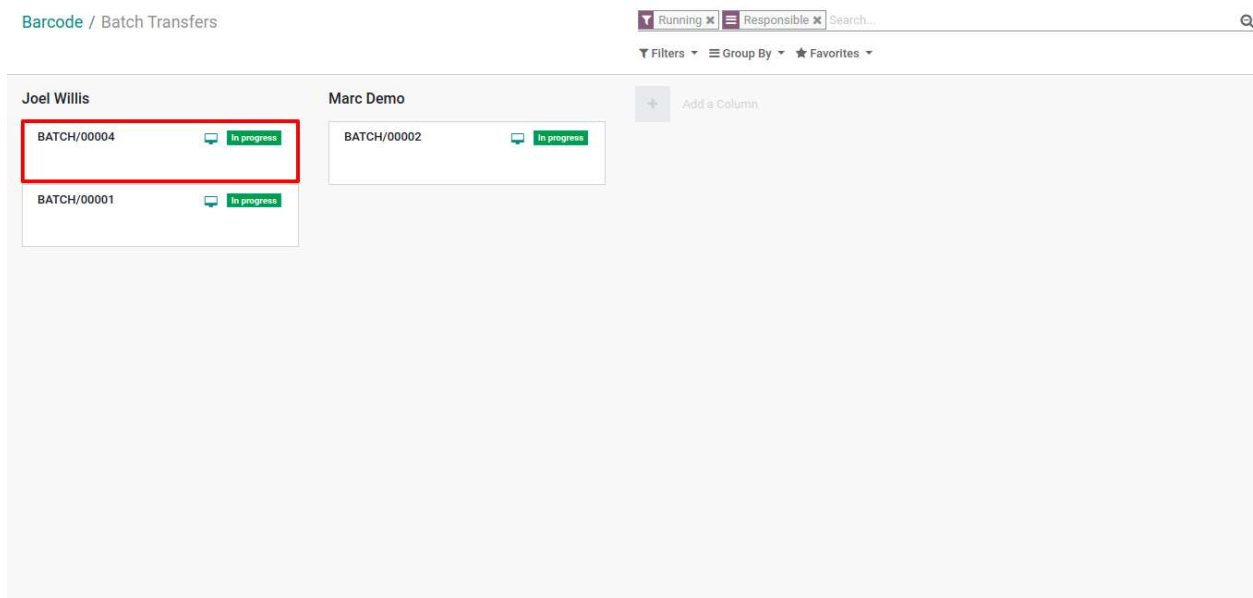 Barcode / Batch Transfers
Running Responsible Search...
Filters Group By Favorites
Joel Willis
BATCH/00004 In progress
BATCH/00001 In progress
Marc Demo
BATCH/00002 In progress
Add a Column